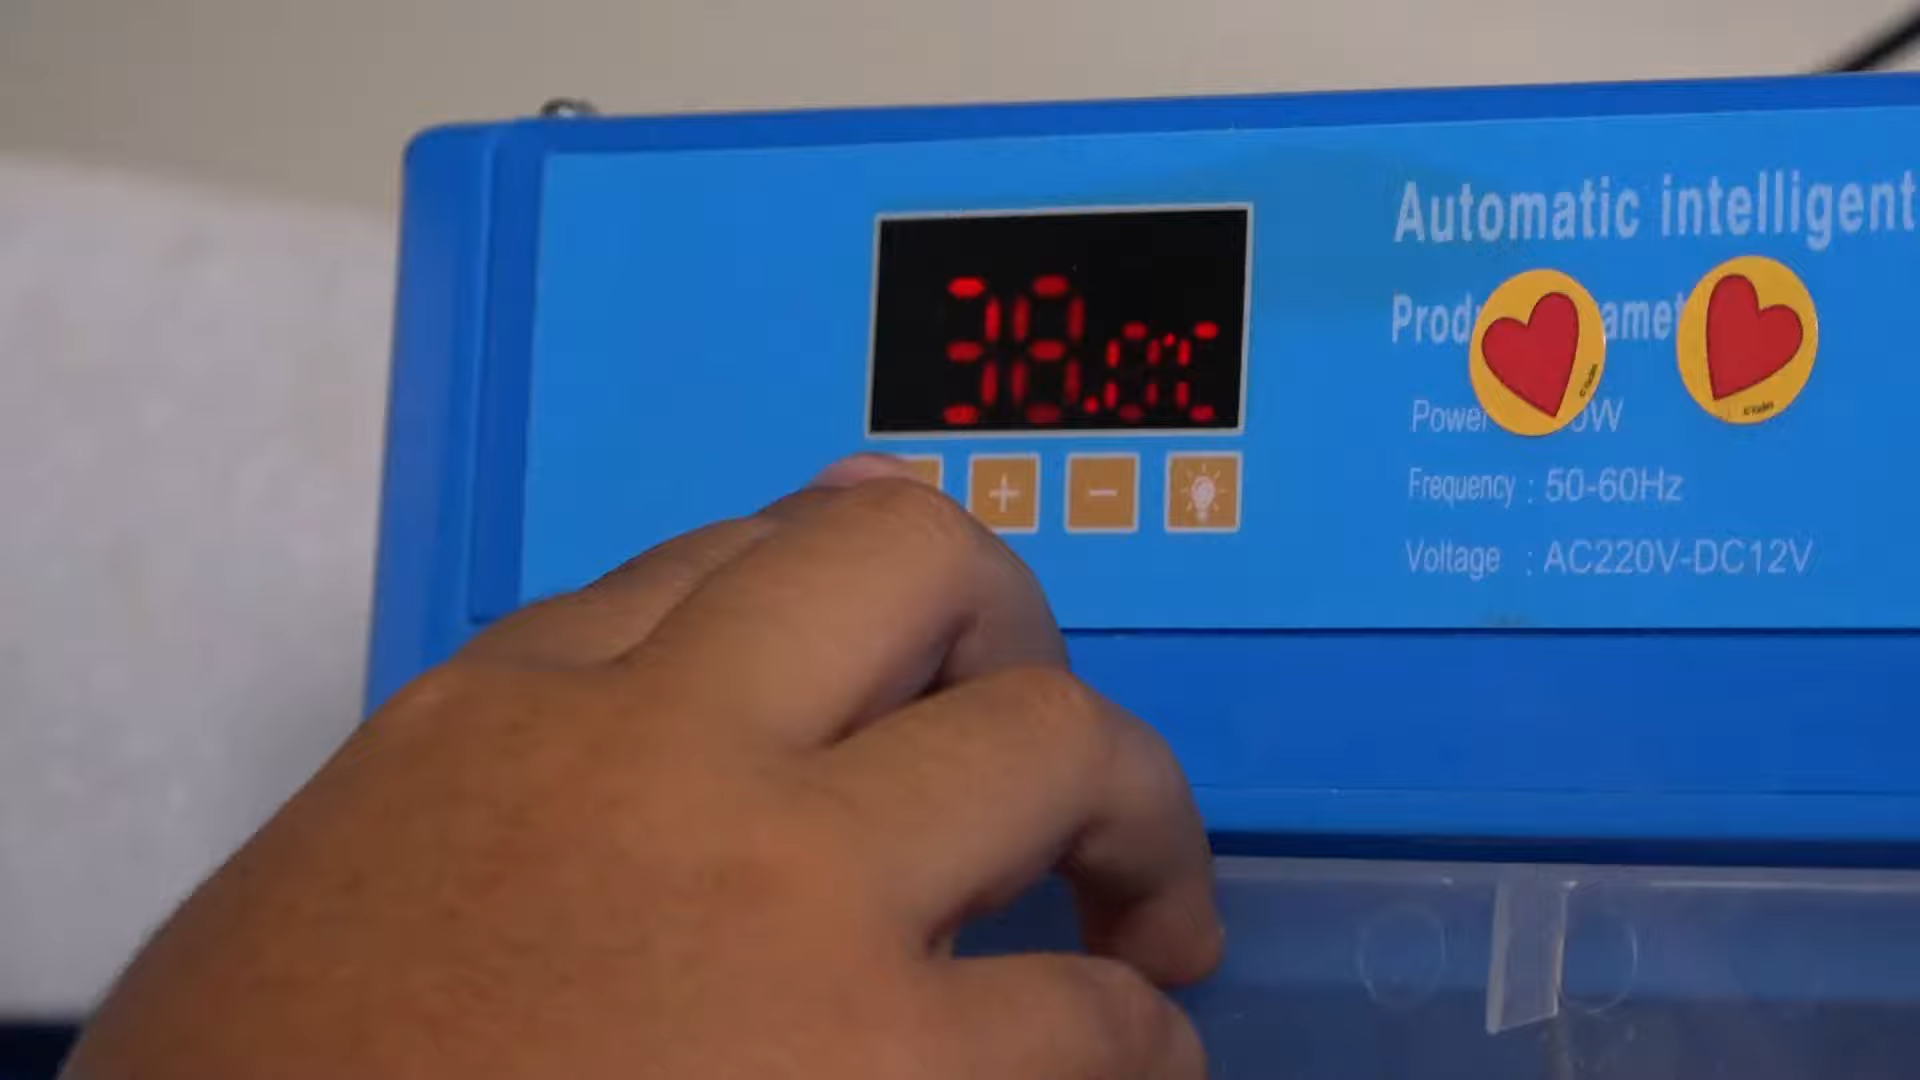 38.0°C
Automatic intelligent
Power
Frequency : 50-60Hz
Voltage : AC220V-DC12V